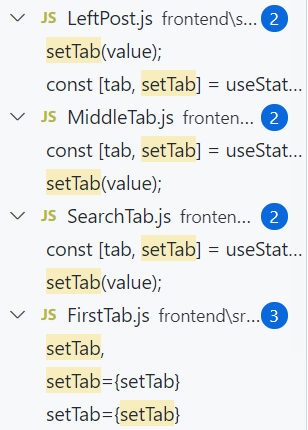 JS LeftPost.js frontend\s... 2
setTab(value);
const [tab, setTab] = useStat...
JS MiddleTab.js fronten... 2
const [tab, setTab] = useStat...
setTab(value);
JS SearchTab.js fronten... 2
const [tab, setTab] = useStat...
setTab(value);
JS FirstTab.js frontend\sr... 3
setTab,
setTab={setTab}
setTab={setTab}